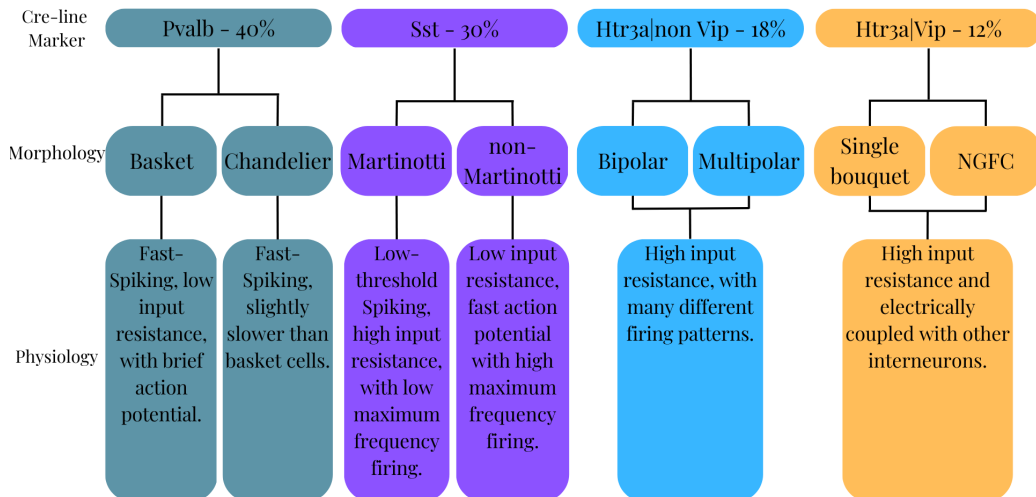 Cre-line
Marker
Pvalb - 40%
Sst - 30%
Htr3a|non Vip - 18%
Htr3a|Vip - 12%
Morphology
Basket
Chandelier
Martinotti
non-
Martinotti
Bipolar
Multipolar
Single
bouquet
NGFC
Physiology
Fast-
Spiking, low
input
resistance,
with brief
action
potential.
Fast-
Spiking,
slightly
slower than
basket cells.
Low-
threshold
Spiking,
high input
resistance,
with low
maximum
frequency
firing.
Low input
resistance,
fast action
potential
with high
maximum
frequency
firing.
High input
resistance, with
many different
firing patterns.
High input
resistance and
electrically
coupled with other
interneurons.